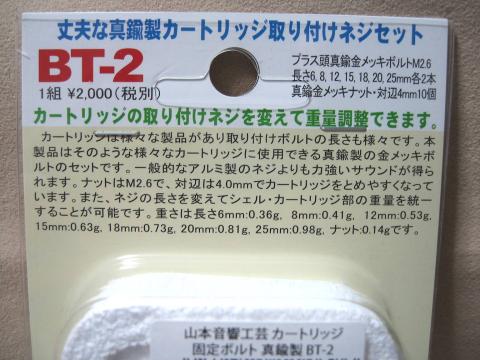 丈夫な真鍮製カートリッジ取り付けネジセット
BT-2
1組 ¥2,000(税別)
プラス頭真鍮金メッキボルトM2.6
長さ6, 8, 12, 15, 18, 20, 25mm各2本
真鍮金メッキナット・対辺4mm10個
カートリッジの取り付けネジを変えて重量調整できます。
カートリッジは様々な製品があり取り付けボルトの長さも様々です。本
製品はそのような様々なカートリッジに使用できる真鍮製の金メッキボ
ルトのセットです。一般的なアルミ製のネジよりも力強いサウンドが得ら
れます。ナットはM2.6で、対辺は4.0mmでカートリッジをとめやすくなって
います。また、ネジの長さを変えてシェル・カートリッジ部の重量を統一
することが可能です。重さは長さ6mm:0.36g, 8mm:0.41g, 12mm:0.53g,
15mm:0.63g, 18mm:0.73g, 20mm:0.81g, 25mm:0.98g, ナット:0.14gです。
山本音響工芸 カートリッジ
固定ボルト 真鍮製 BT-2